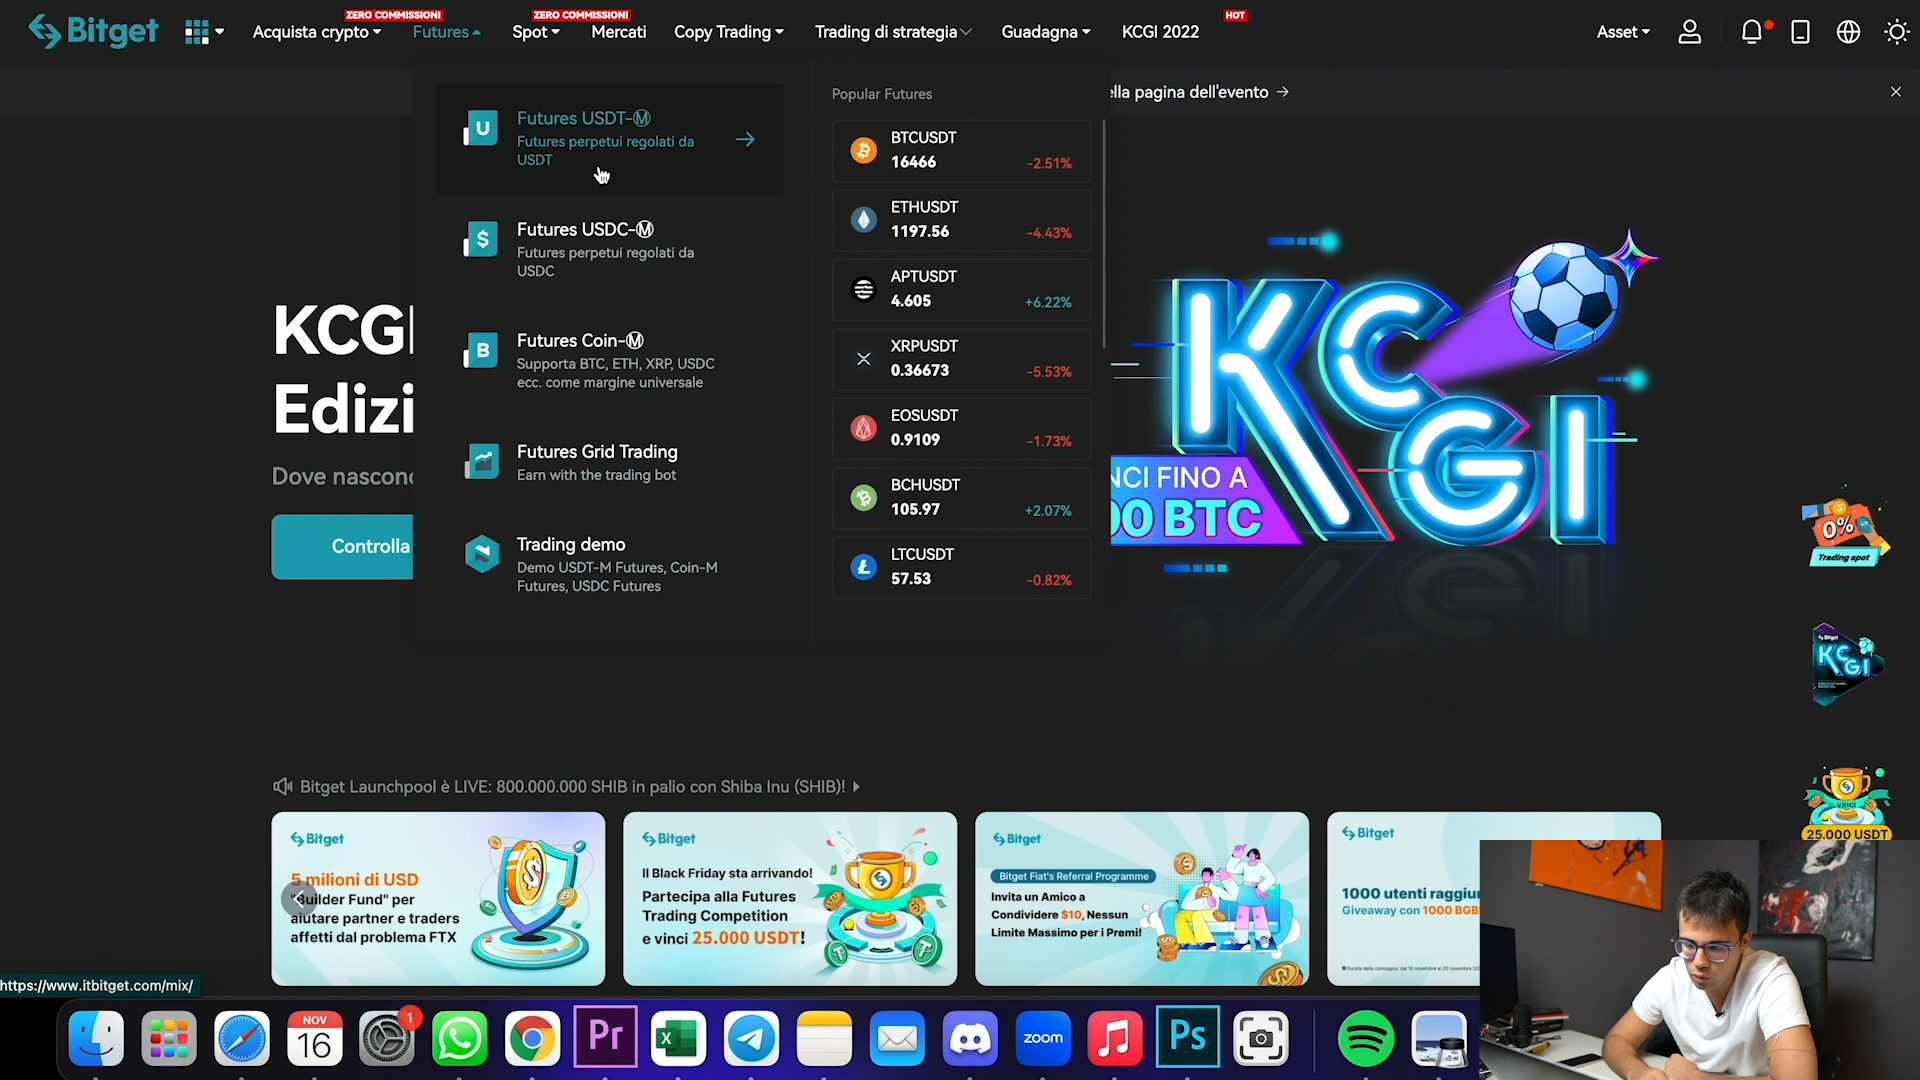 Bitget
Acquista crypto
ZERO COMMISSIONI
Futures
Spot
ZERO COMMISSIONI
Mercati
Copy Trading
Trading di strategia
Guadagna
KCGI 2022
HOT
Asset
ella pagina dell'evento →
Futures USDT-Ⓜ
Futures perpetui regolati da
USDT
Futures USDC-Ⓜ
Futures perpetui regolati da
USDC
Futures Coin-Ⓜ
Supporta BTC, ETH, XRP, USDC
ecc. come margine universale
Futures Grid Trading
Earn with the trading bot
Trading demo
Demo USDT-M Futures, Coin-M
Futures, USDC Futures
Popular Futures
BTCUSDT
16466 -2.51%
ETHUSDT
1197.56 -4.43%
APTUSDT
4.605 +6.22%
XRPUSDT
0.36673 -5.53%
EOSUSDT
0.9109 -1.73%
BCHUSDT
105.97 +2.07%
LTCUSDT
57.53 -0.82%
KCGI
Edizi
Dove nascono
Controlla
KCGI
NCI FINO A
00 BTC
0%
Trading spot
Bitget
KCGI
vinci
25.000 USDT
Bitget Launchpool è LIVE: 800.000.000 SHIB in palio con Shiba Inu (SHIB)!
Bitget
5 milioni di USD
"Builder Fund" per
aiutare partner e traders
affetti dal problema FTX
Bitget
Il Black Friday sta arrivando!
Partecipa alla Futures
Trading Competition
e vinci 25.000 USDT!
Bitget
Bitget Fiat's Referral Programme
Invita un Amico a
Condividere $10, Nessun
Limite Massimo per i Premi!
Bitget
1000 utenti raggiun
Giveaway con 1000 BGB
https://www.itbitget.com/mix/
NOV
16
1
Pr
X
zoom
Ps